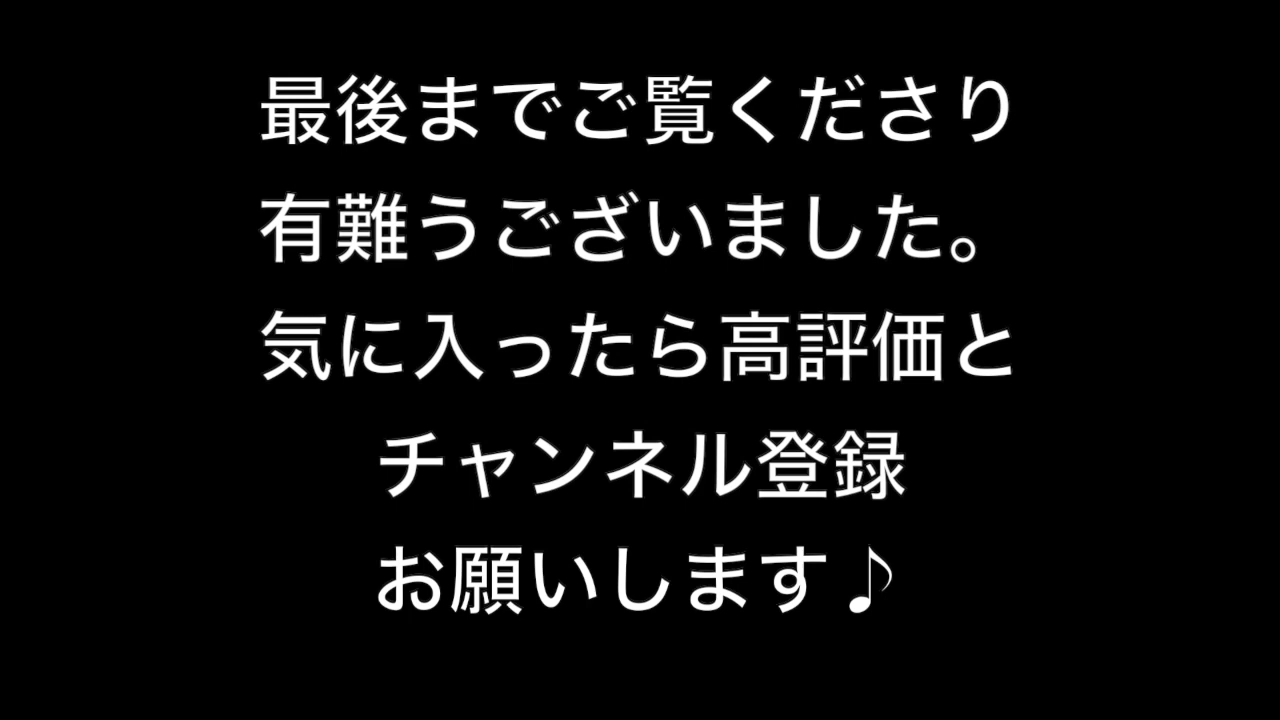 最後までご覧くださり
有難うございました。
気に入ったら高評価と
チャンネル登録
お願いします♪